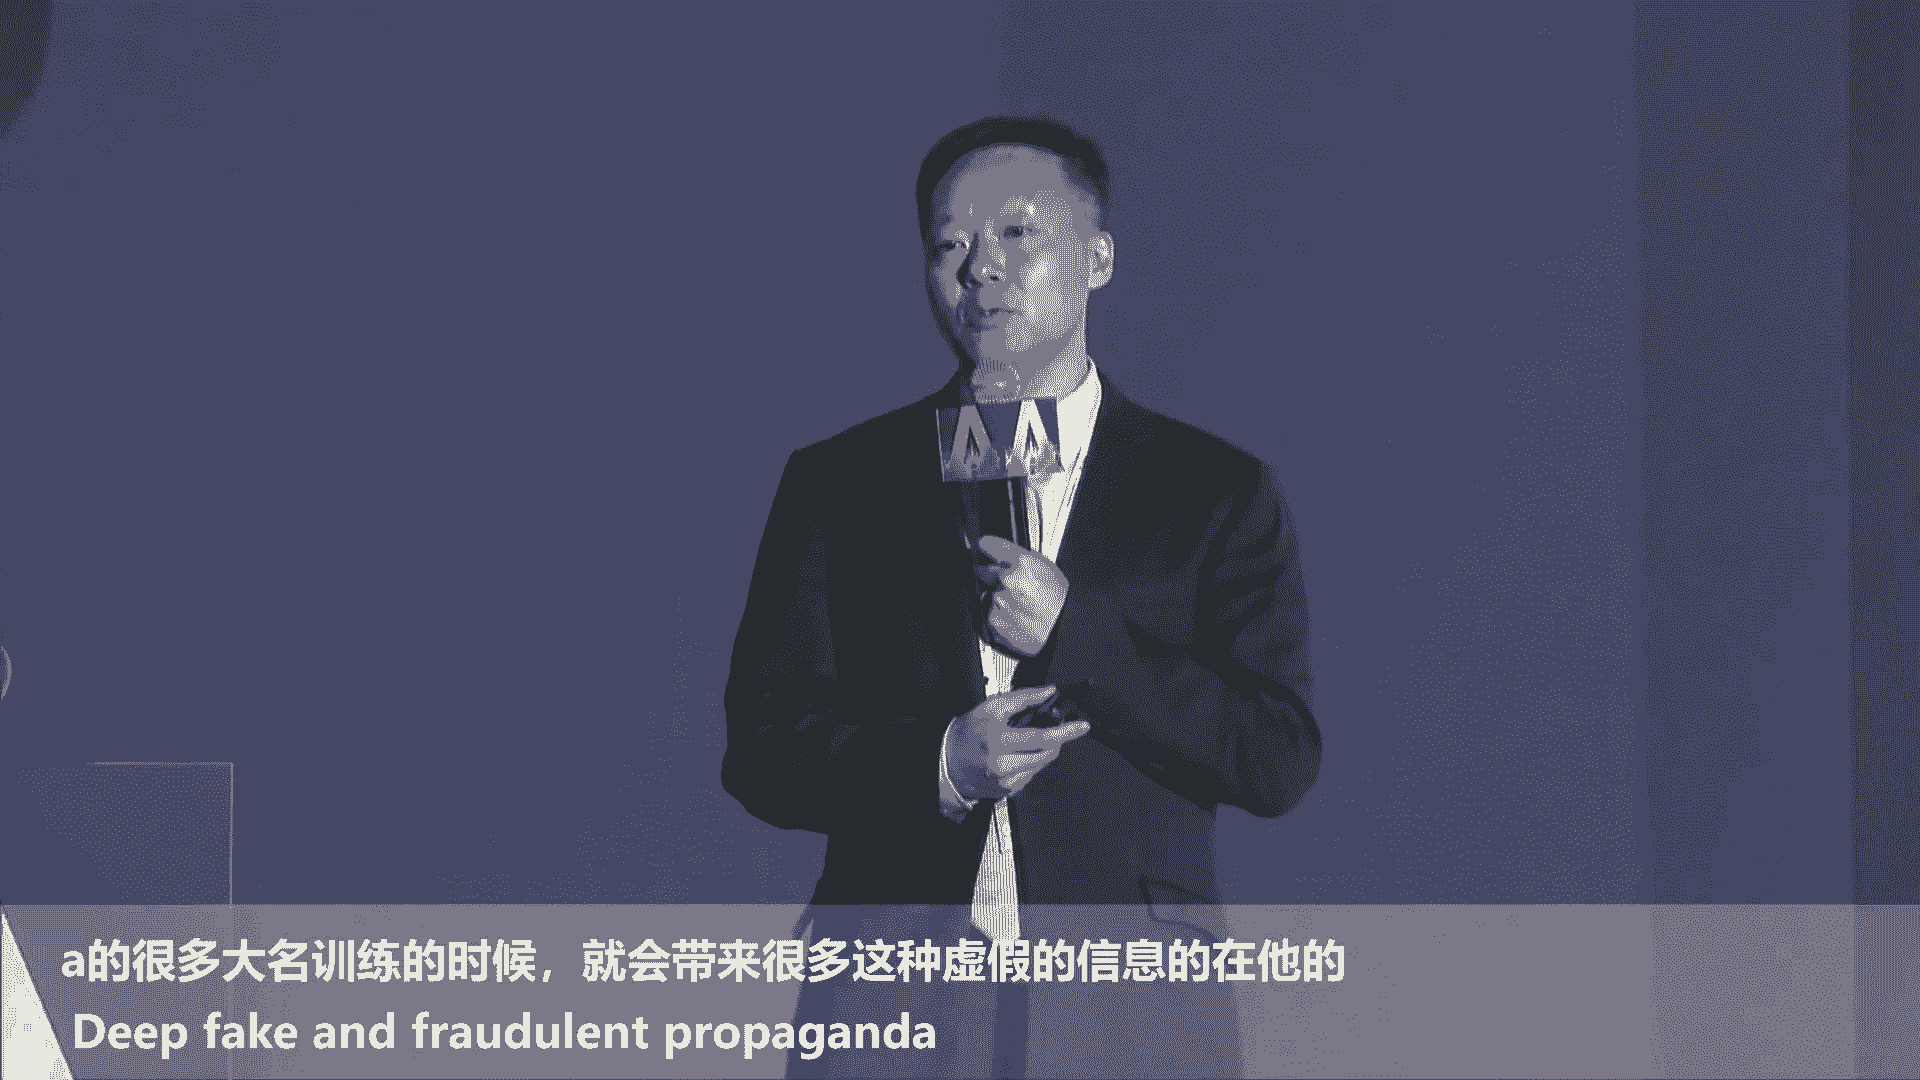 a的很多大名训练的时候，就会带来很多这种虚假的信息的在他的
Deep fake and fraudulent propaganda